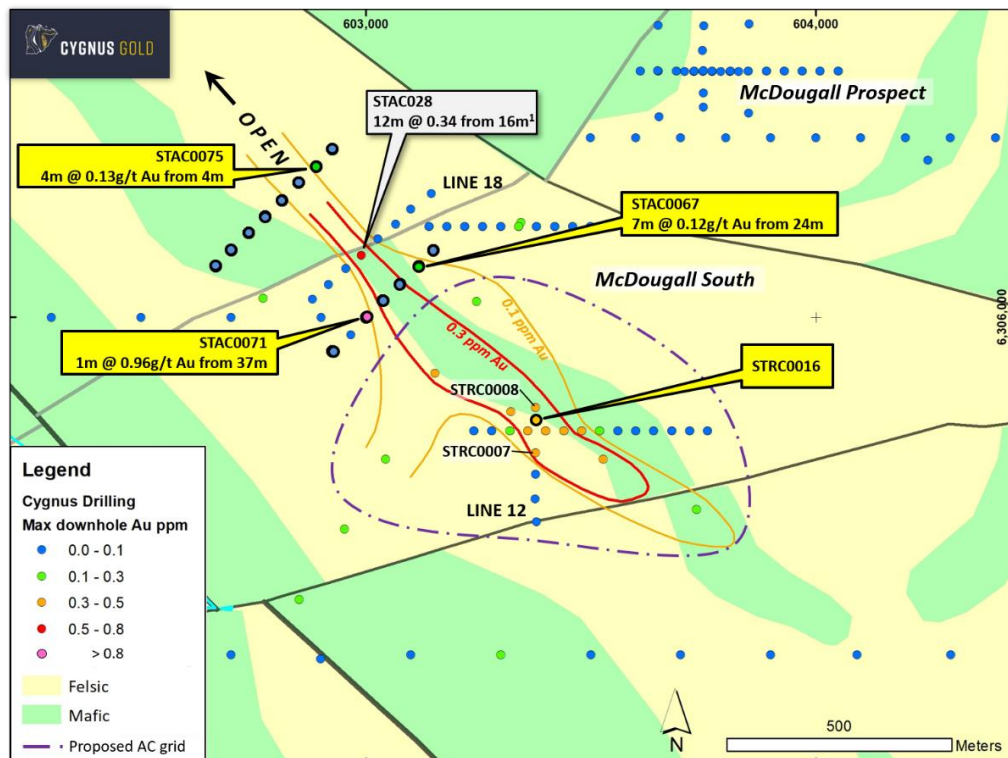 CYGNUS GOLD
603,000
604,000
OPEN
STAC028
12m @ 0.34 from 16m¹
McDougall Prospect
STAC0075
4m @ 0.13g/t Au from 4m
LINE 18
STAC0067
7m @ 0.12g/t Au from 24m
McDougall South
6,306,000
0.1 ppm Au
0.3 ppm Au
STAC0071
1m @ 0.96g/t Au from 37m
STRC0008
STRC0016
STRC0007
LINE 12
Legend
Cygnus Drilling
Max downhole Au ppm
0.0 - 0.1
0.1 - 0.3
0.3 - 0.5
0.5 - 0.8
> 0.8
Felsic
Mafic
Proposed AC grid
N
500
Meters